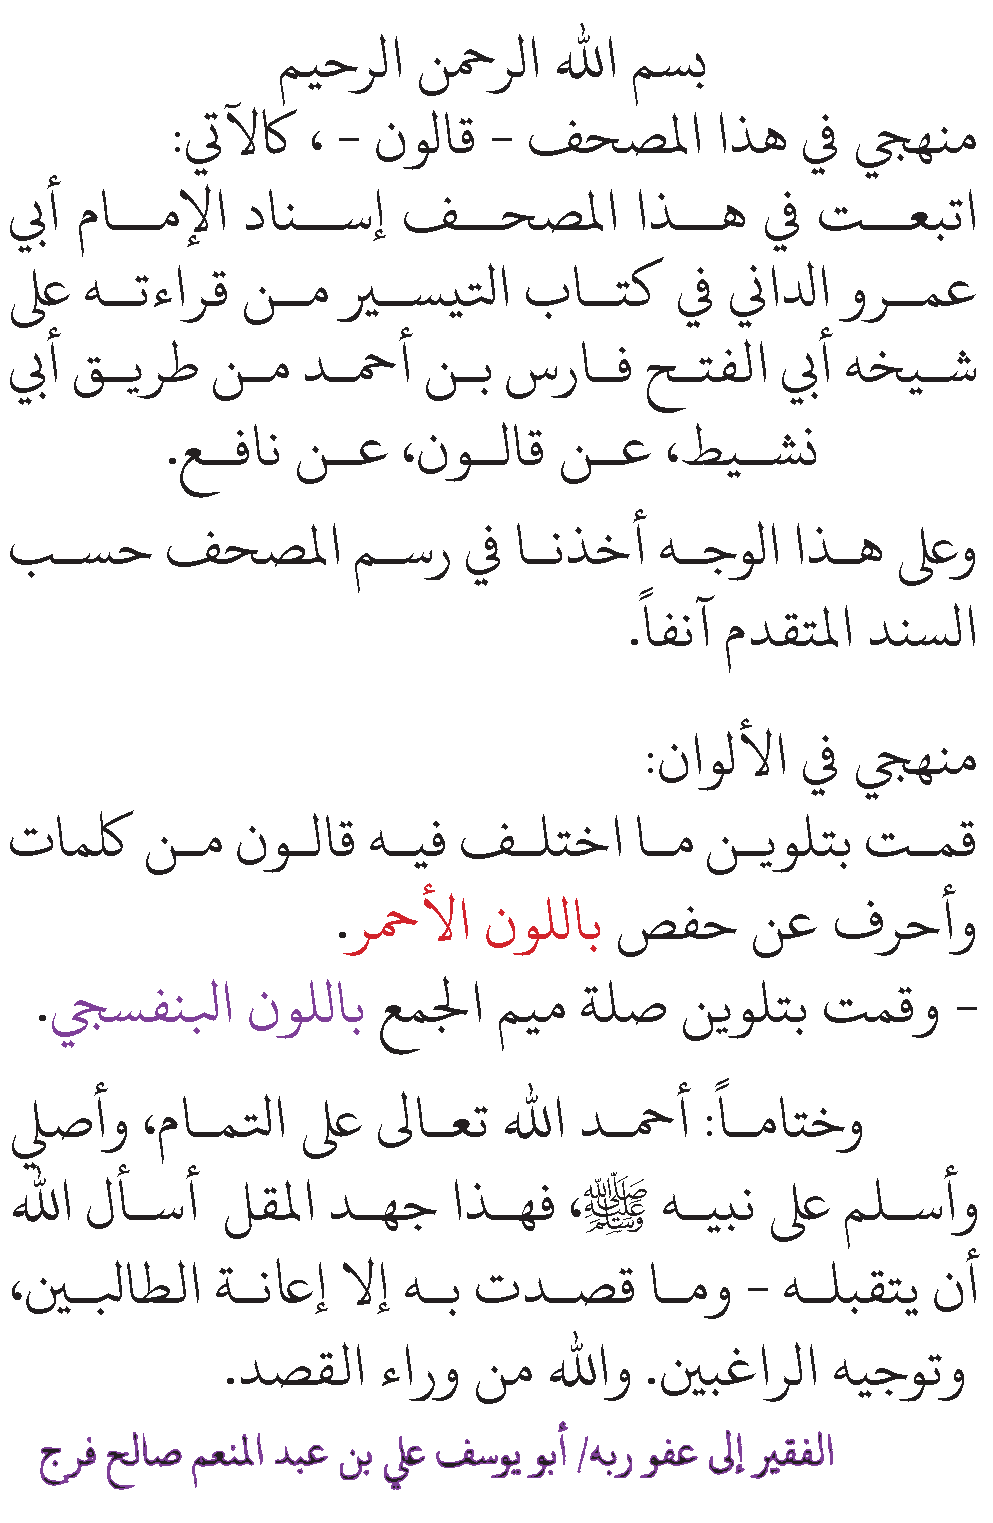 بسم الله الرحمن الرحيم
منهجي في هذا المصحف - قالون - ، كالآتي:
اتبعت في هذا المصحف إسناد الإمام أبي
عمرو الداني في كتاب التيسير من قراءته على
شيخه أبي الفتح فارس بن أحمد من طريق أبي
نشيط، عن قالون، عن نافع.
وعلى هذا الوجه أخذنا في رسم المصحف حسب
السند المتقدم آنفاً.
منهجي في الألوان:
قمت بتلوين ما اختلف فيه قالون من كلمات
وأحرف عن حفص باللون الأحمر.
- وقمت بتلوين صلة ميم الجمع باللون البنفسجي.
وختاماً: أحمد الله تعالى على التمام، وأصلي
وأسلم على نبيه ﷺ، فهذا جهد المقل أسأل الله
أن يتقبله - وما قصدت به إلا إعانة الطالبين،
وتوجيه الراغبين. والله من وراء القصد.
الفقير إلى عفو ربه/ أبو يوسف علي بن عبد المنعم صالح فرج